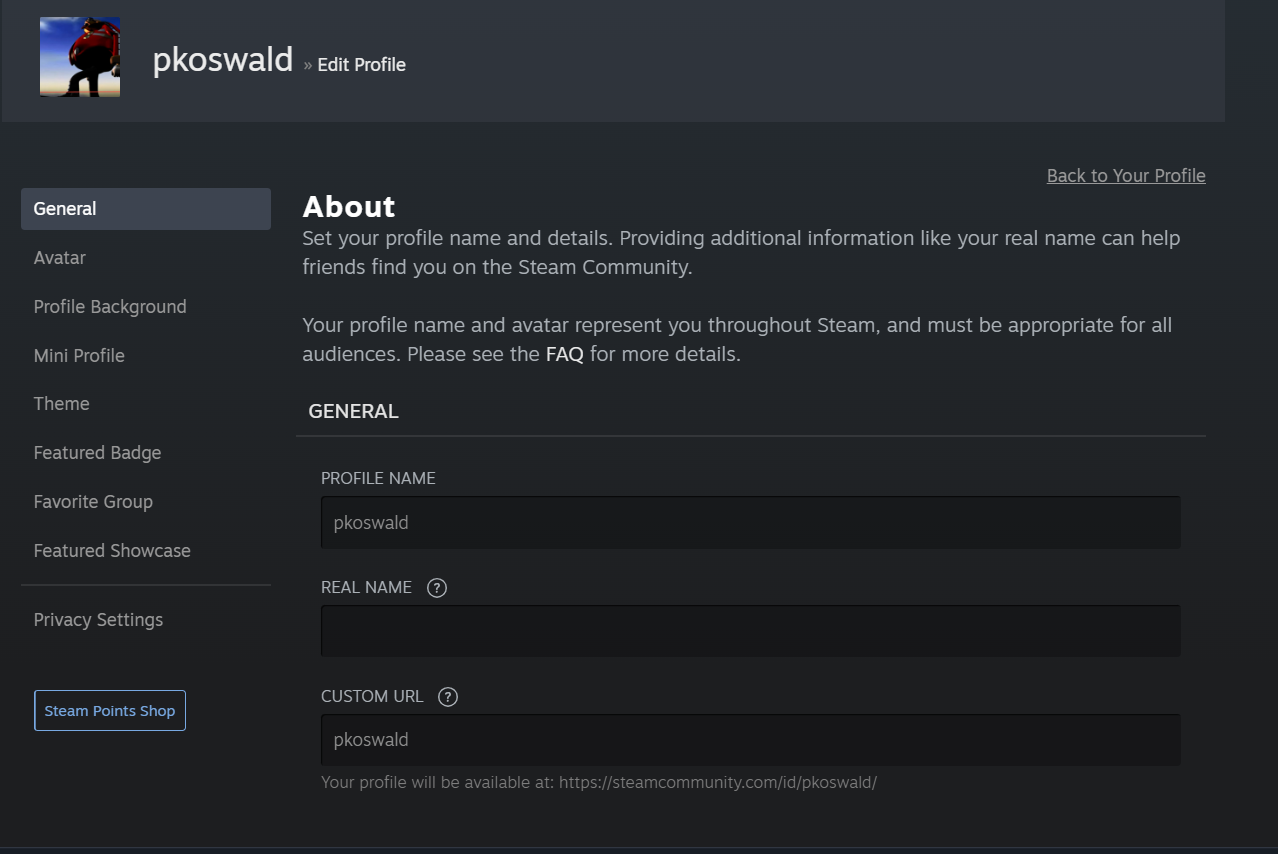 pkoswald » Edit Profile
Back to Your Profile
General
Avatar
Profile Background
Mini Profile
Theme
Featured Badge
Favorite Group
Featured Showcase
Privacy Settings
Steam Points Shop
About
Set your profile name and details. Providing additional information like your real name can help
friends find you on the Steam Community.
Your profile name and avatar represent you throughout Steam, and must be appropriate for all
audiences. Please see the FAQ for more details.
GENERAL
PROFILE NAME
pkoswald
REAL NAME ?
CUSTOM URL ?
pkoswald
Your profile will be available at: https://steamcommunity.com/id/pkoswald/